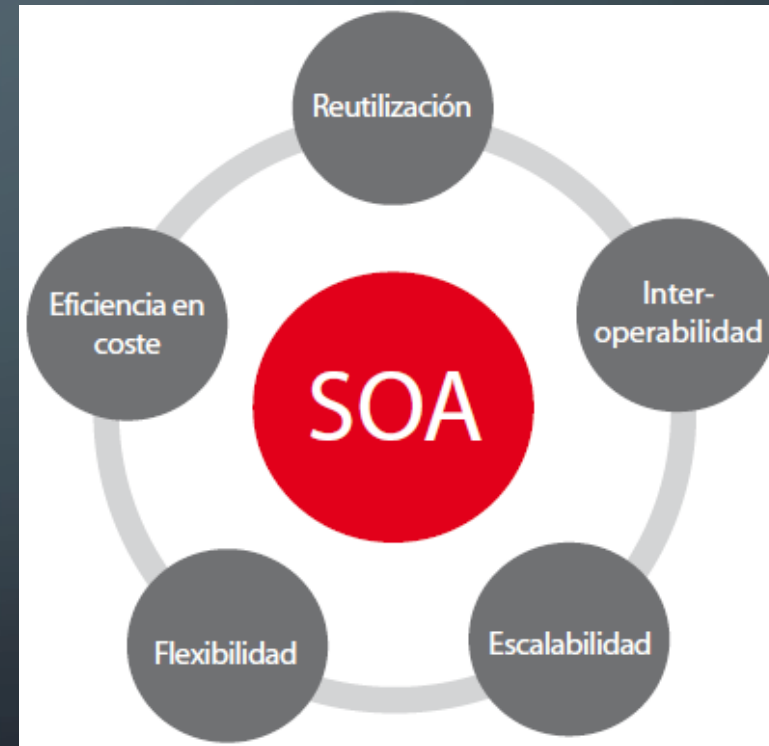 Reutilización
Inter-
operabilidad
Eficiencia en
coste
SOA
Flexibilidad
Escalabilidad